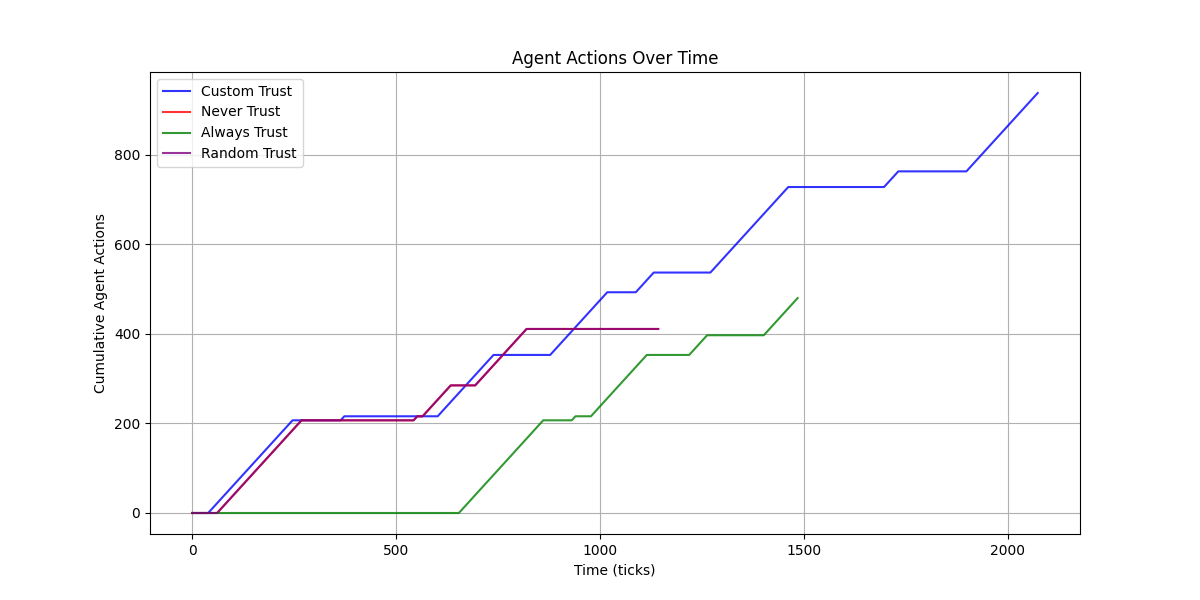 Agent Actions Over Time
Custom Trust
Never Trust
Always Trust
Random Trust
Cumulative Agent Actions
800
600
400
200
0
0 500 1000 1500 2000
Time (ticks)